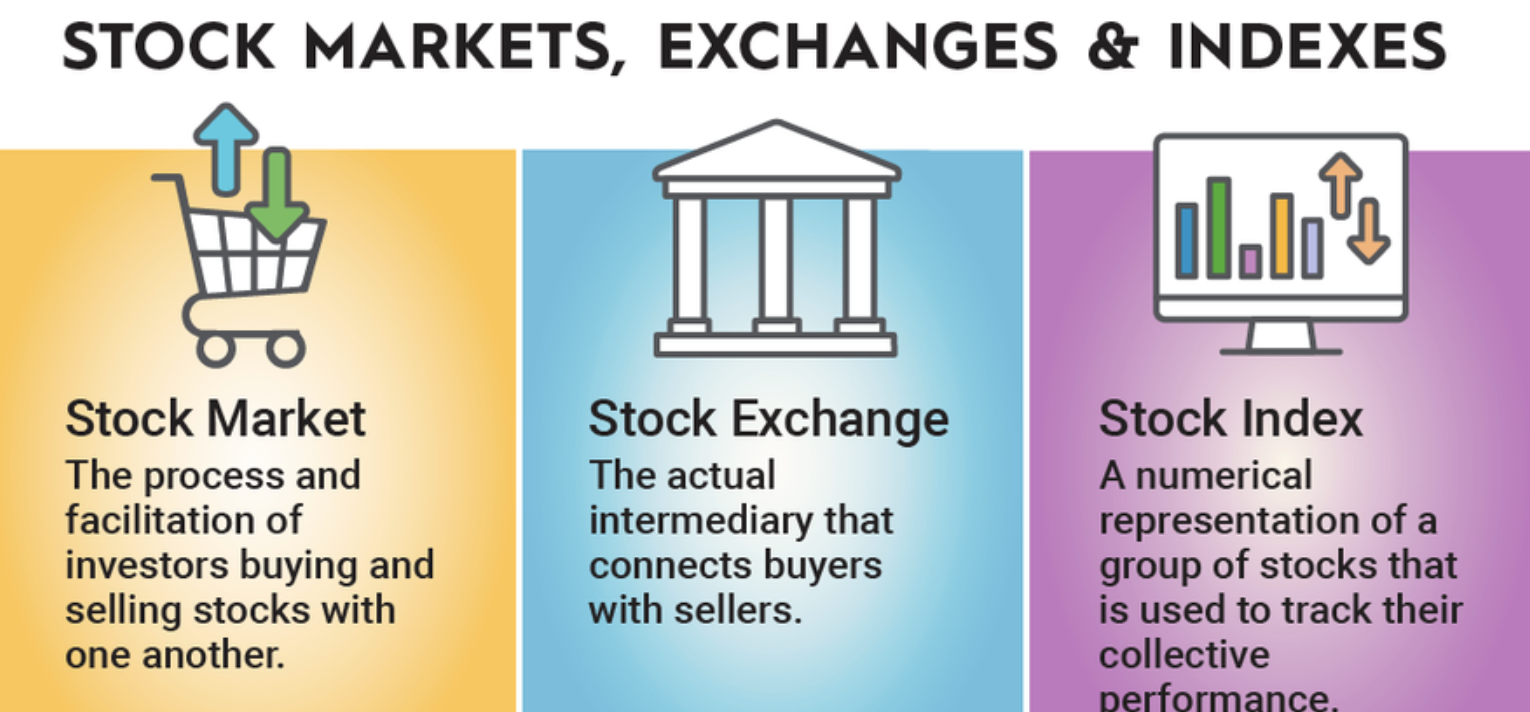 STOCK MARKETS, EXCHANGES & INDEXES
Stock Market
The process and
facilitation of
investors buying and
selling stocks with
one another.
Stock Exchange
The actual
intermediary that
connects buyers
with sellers.
Stock Index
A numerical
representation of a
group of stocks that
is used to track their
collective
performance.